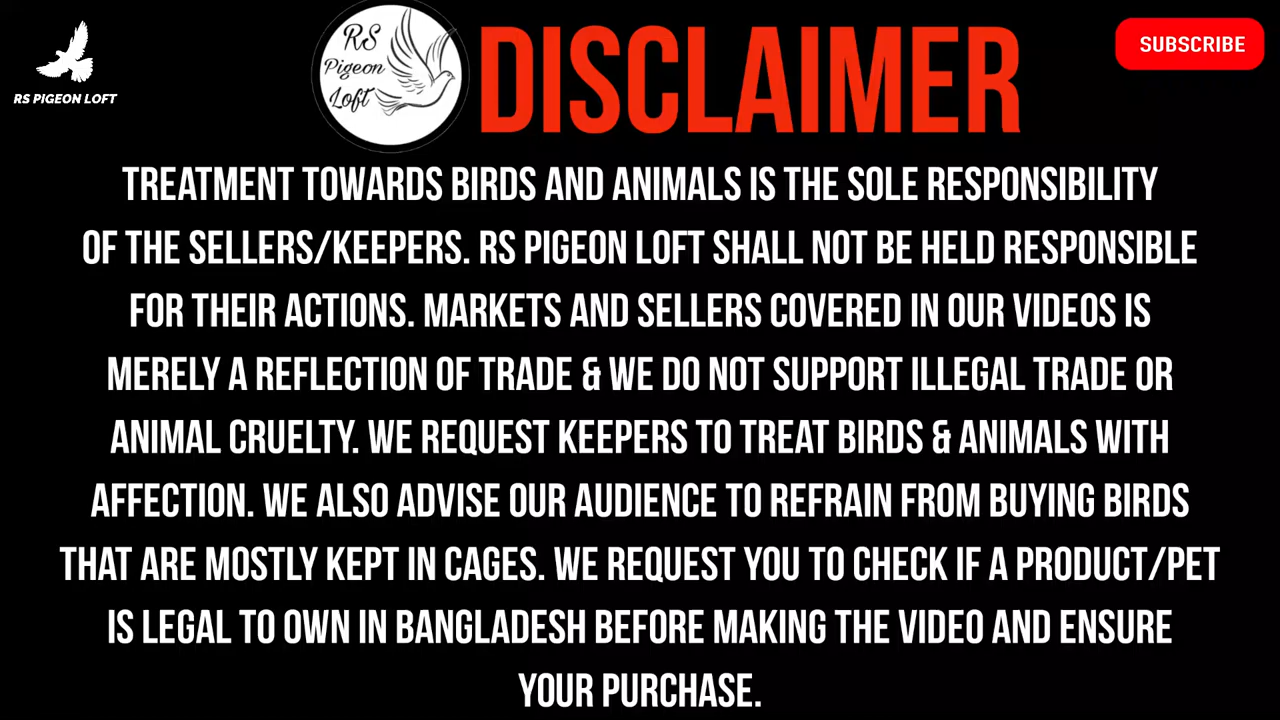 RS PIGEON LOFT
RS
Pigeon
Loft
DISCLAIMER
SUBSCRIBE
TREATMENT TOWARDS BIRDS AND ANIMALS IS THE SOLE RESPONSIBILITY
OF THE SELLERS/KEEPERS. RS PIGEON LOFT SHALL NOT BE HELD RESPONSIBLE
FOR THEIR ACTIONS. MARKETS AND SELLERS COVERED IN OUR VIDEOS IS
MERELY A REFLECTION OF TRADE & WE DO NOT SUPPORT ILLEGAL TRADE OR
ANIMAL CRUELTY. WE REQUEST KEEPERS TO TREAT BIRDS & ANIMALS WITH
AFFECTION. WE ALSO ADVISE OUR AUDIENCE TO REFRAIN FROM BUYING BIRDS
THAT ARE MOSTLY KEPT IN CAGES. WE REQUEST YOU TO CHECK IF A PRODUCT/PET
IS LEGAL TO OWN IN BANGLADESH BEFORE MAKING THE VIDEO AND ENSURE
YOUR PURCHASE.